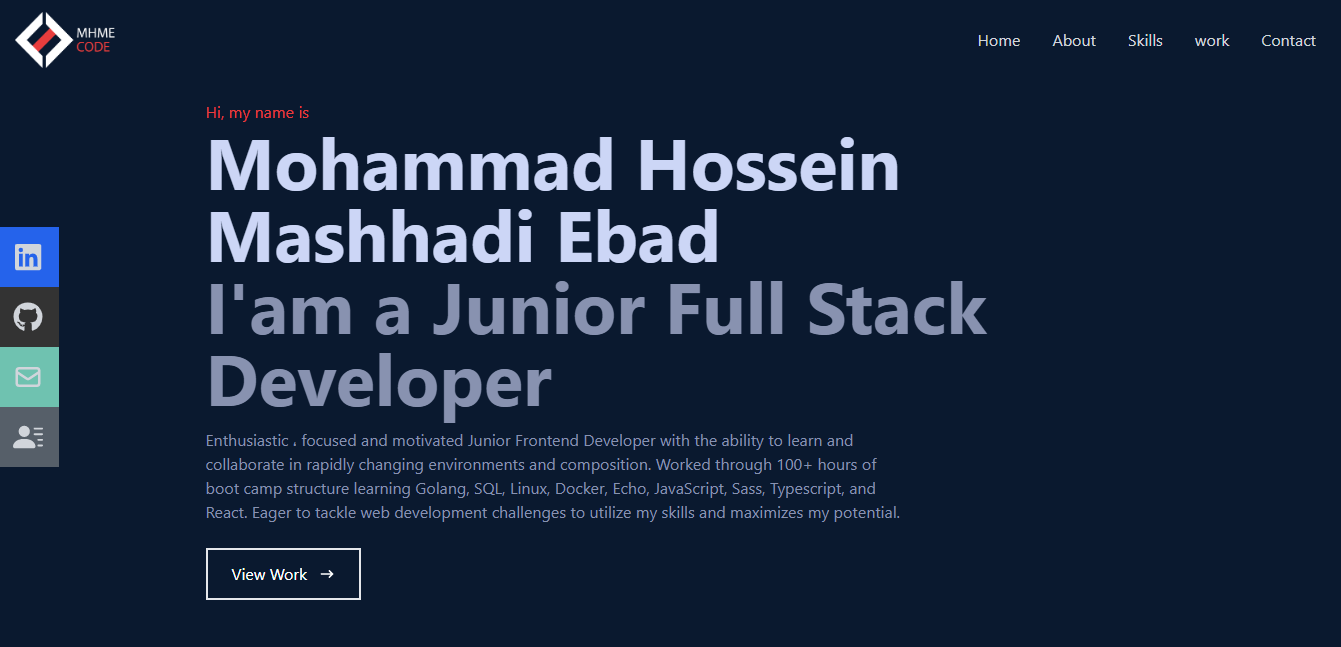 MHME
CODE
Home About Skills work Contact
Hi, my name is
Mohammad Hossein
Mashhadi Ebad
I'am a Junior Full Stack
Developer
Enthusiastic ، focused and motivated Junior Frontend Developer with the ability to learn and
collaborate in rapidly changing environments and composition. Worked through 100+ hours of
boot camp structure learning Golang, SQL, Linux, Docker, Echo, JavaScript, Sass, Typescript, and
React. Eager to tackle web development challenges to utilize my skills and maximizes my potential.
in
View Work →